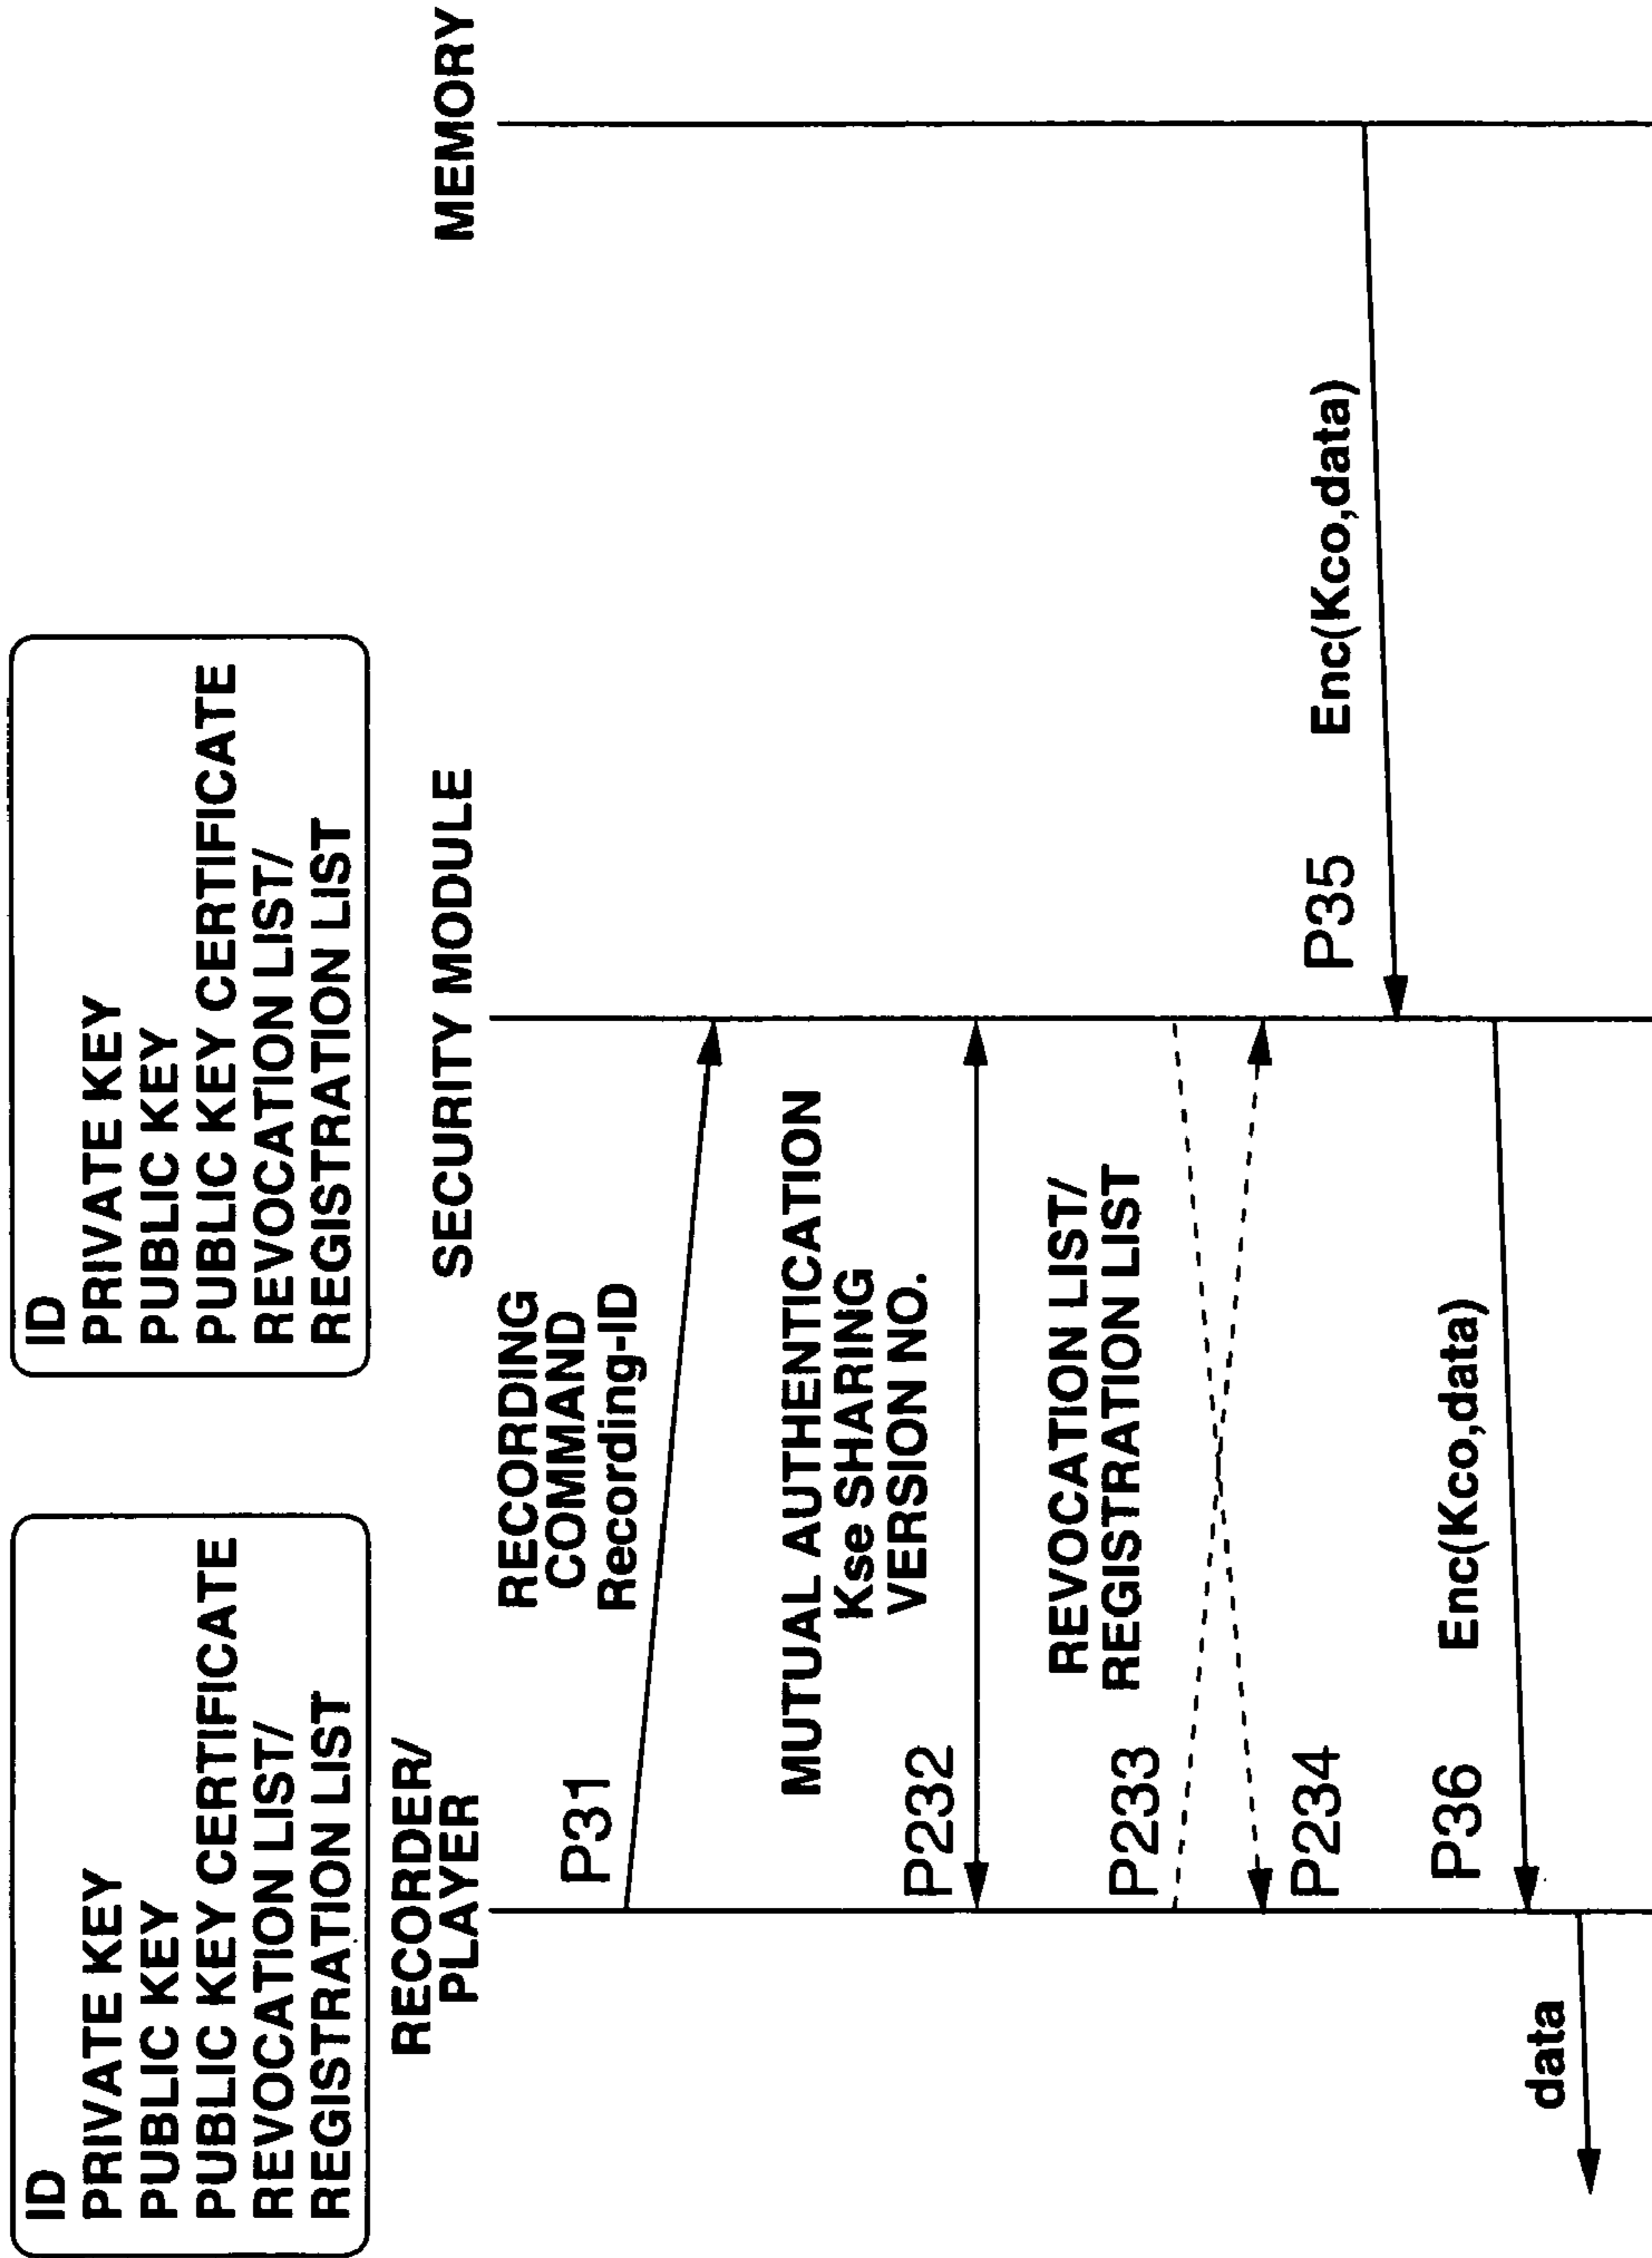 ID
PRIVATE KEY
PUBLIC KEY
PUBLIC KEY CERTIFICATE
REVOCATION LIST/
REGISTRATION LIST
ID
PRIVATE KEY
PUBLIC KEY
PUBLIC KEY CERTIFICATE
REVOCATION LIST/
REGISTRATION LIST
RECORDER/
PLAYER
SECURITY MODULE
MEMORY
RECORDING
COMMAND
Recording-ID
P31
MUTUAL AUTHENTICATION
Kse SHARING
VERSION NO.
P232
REVOCATION LIST/
REGISTRATION LIST
P233
P234
P35
Enc(Kco,data)
P36
Enc(Kco,data)
data